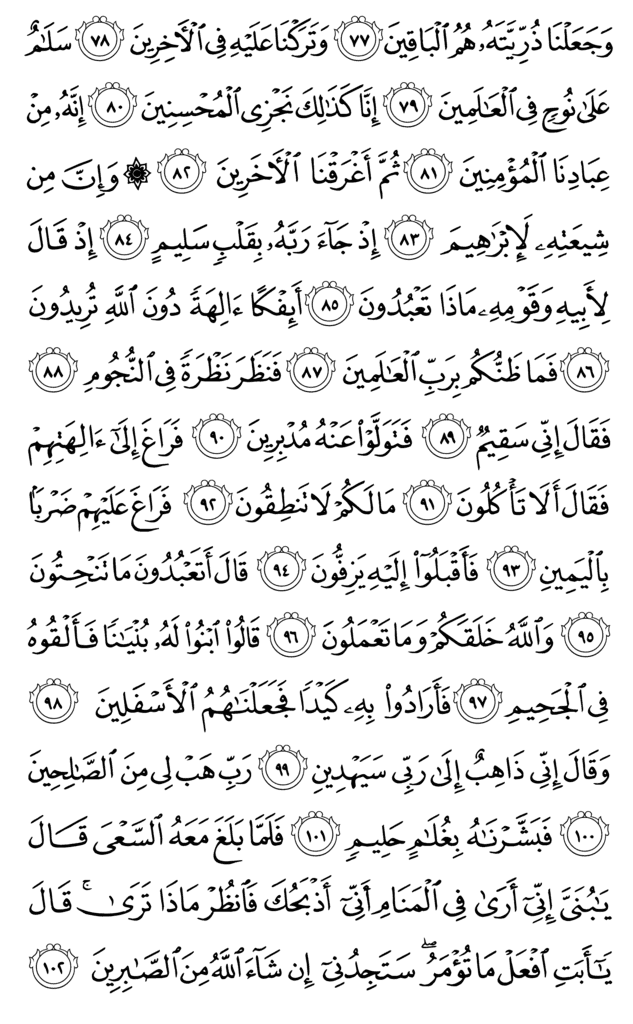 وَجَعَلْنَا ذُرِّيَّتَهُۥ هُمُ ٱلْبَاقِينَ ٧٧ وَتَرَكْنَا عَلَيْهِ فِى ٱلْأَخِرِينَ ٧٨ سَلَٰمٌ
عَلَىٰ نُوحٍ فِى ٱلْعَٰلَمِينَ ٧٩ إِنَّا كَذَٰلِكَ نَجْزِى ٱلْمُحْسِنِينَ ٨٠ إِنَّهُۥ مِنْ
عِبَادِنَا ٱلْمُؤْمِنِينَ ٨١ ثُمَّ أَغْرَقْنَا ٱلْأَخَرِينَ ٨٢ ۞ وَإِنَّ مِن
شِيعَتِهِۦ لَإِبْرَٰهِيمَ ٨٣ إِذْ جَآءَ رَبَّهُۥ بِقَلْبٍ سَلِيمٍ ٨٤ إِذْ قَالَ
لِأَبِيهِ وَقَوْمِهِۦ مَاذَا تَعْبُدُونَ ٨٥ أَئِفْكًا ءَالِهَةً دُونَ ٱللَّهِ تُرِيدُونَ
٨٦ فَمَا ظَنُّكُم بِرَبِّ ٱلْعَٰلَمِينَ ٨٧ فَنَظَرَ نَظْرَةً فِى ٱلنُّجُومِ ٨٨
فَقَالَ إِنِّى سَقِيمٌ ٨٩ فَتَوَلَّوْا۟ عَنْهُ مُدْبِرِينَ ٩٠ فَرَاغَ إِلَىٰٓ ءَالِهَتِهِمْ
فَقَالَ أَلَا تَأْكُلُونَ ٩١ مَا لَكُمْ لَا تَنطِقُونَ ٩٢ فَرَاغَ عَلَيْهِمْ ضَرْبًۢا
بِٱلْيَمِينِ ٩٣ فَأَقْبَلُوٓا۟ إِلَيْهِ يَزِفُّونَ ٩٤ قَالَ أَتَعْبُدُونَ مَا تَنْحِتُونَ
٩٥ وَٱللَّهُ خَلَقَكُمْ وَمَا تَعْمَلُونَ ٩٦ قَالُوا۟ ٱبْنُوا۟ لَهُۥ بُنْيَٰنًا فَأَلْقُوهُ
فِى ٱلْجَحِيمِ ٩٧ فَأَرَادُوا۟ بِهِۦ كَيْدًا فَجَعَلْنَٰهُمُ ٱلْأَسْفَلِينَ ٩٨
وَقَالَ إِنِّى ذَاهِبٌ إِلَىٰ رَبِّى سَيَهْدِينِ ٩٩ رَبِّ هَبْ لِى مِنَ ٱلصَّٰلِحِينَ
١٠٠ فَبَشَّرْنَٰهُ بِغُلَٰمٍ حَلِيمٍ ١٠١ فَلَمَّا بَلَغَ مَعَهُ ٱلسَّعْىَ قَالَ
يَٰبُنَىَّ إِنِّىٓ أَرَىٰ فِى ٱلْمَنَامِ أَنِّىٓ أَذْبَحُكَ فَٱنظُرْ مَاذَا تَرَىٰ ۚ قَالَ
يَٰٓأَبَتِ ٱفْعَلْ مَا تُؤْمَرُ ۖ سَتَجِدُنِىٓ إِن شَآءَ ٱللَّهُ مِنَ ٱلصَّٰبِرِينَ ١٠٢